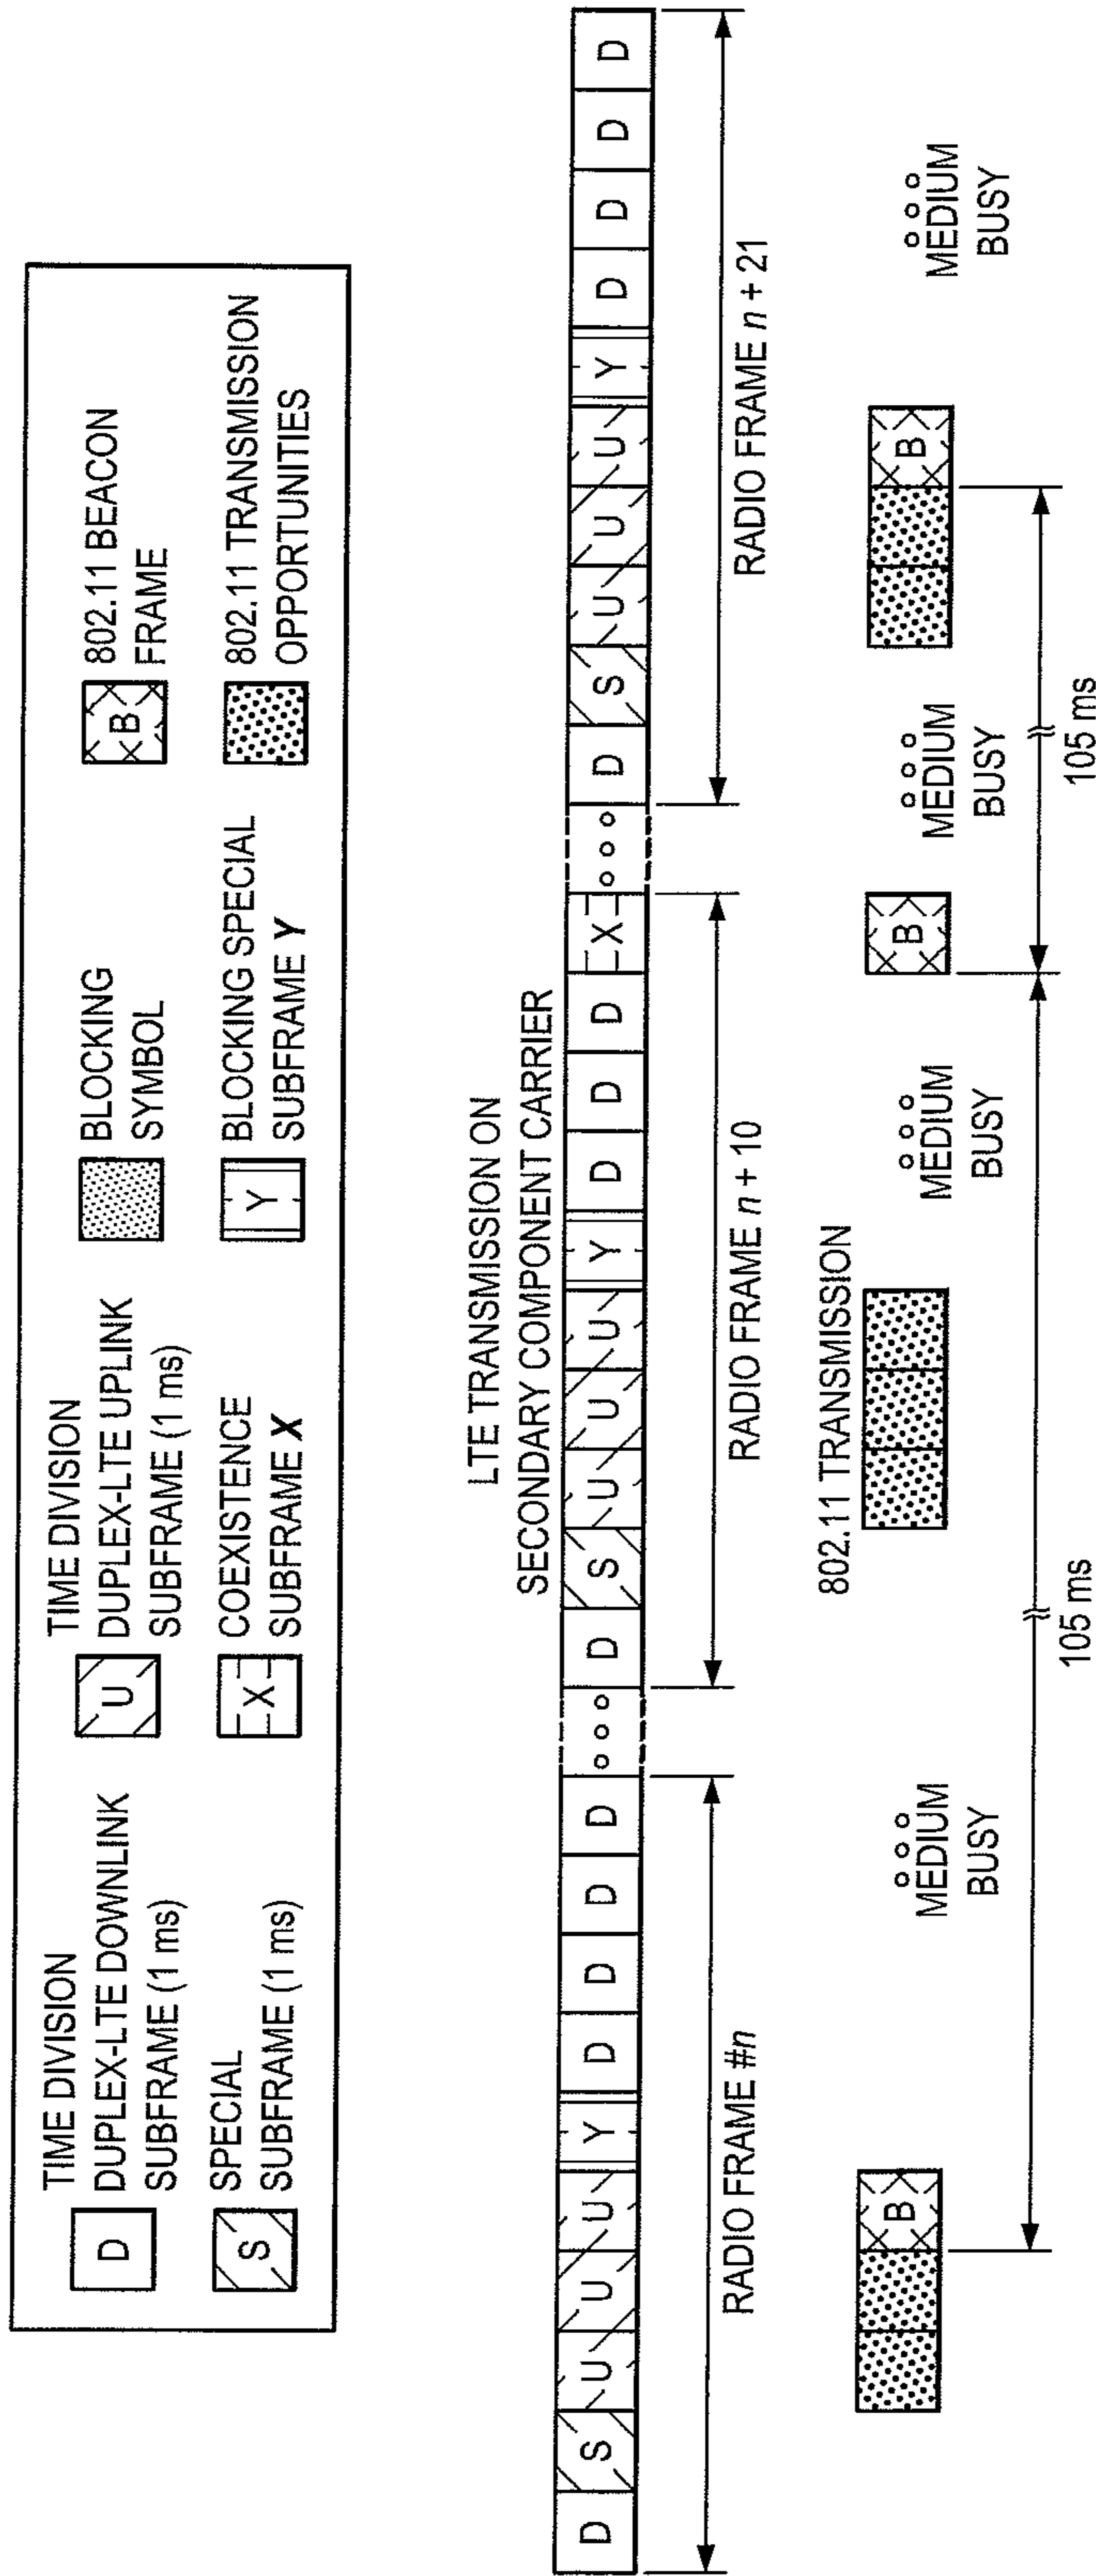 TIME DIVISION
DUPLEX-LTE DOWNLINK
SUBFRAME (1 ms)
D
TIME DIVISION
DUPLEX-LTE UPLINK
SUBFRAME (1 ms)
U
BLOCKING
SYMBOL
802.11 BEACON
FRAME
B
SPECIAL
SUBFRAME (1 ms)
S
COEXISTENCE
SUBFRAME X
X
BLOCKING SPECIAL
SUBFRAME Y
Y
802.11 TRANSMISSION
OPPORTUNITIES
LTE TRANSMISSION ON
SECONDARY COMPONENT CARRIER
D S U U U Y D D D D D S U U U Y D D D X D S U U U Y D D D D
RADIO FRAME #n
RADIO FRAME n + 10
RADIO FRAME n + 21
802.11 TRANSMISSION
B
B
B
MEDIUM
BUSY
MEDIUM
BUSY
MEDIUM
BUSY
MEDIUM
BUSY
105 ms
105 ms